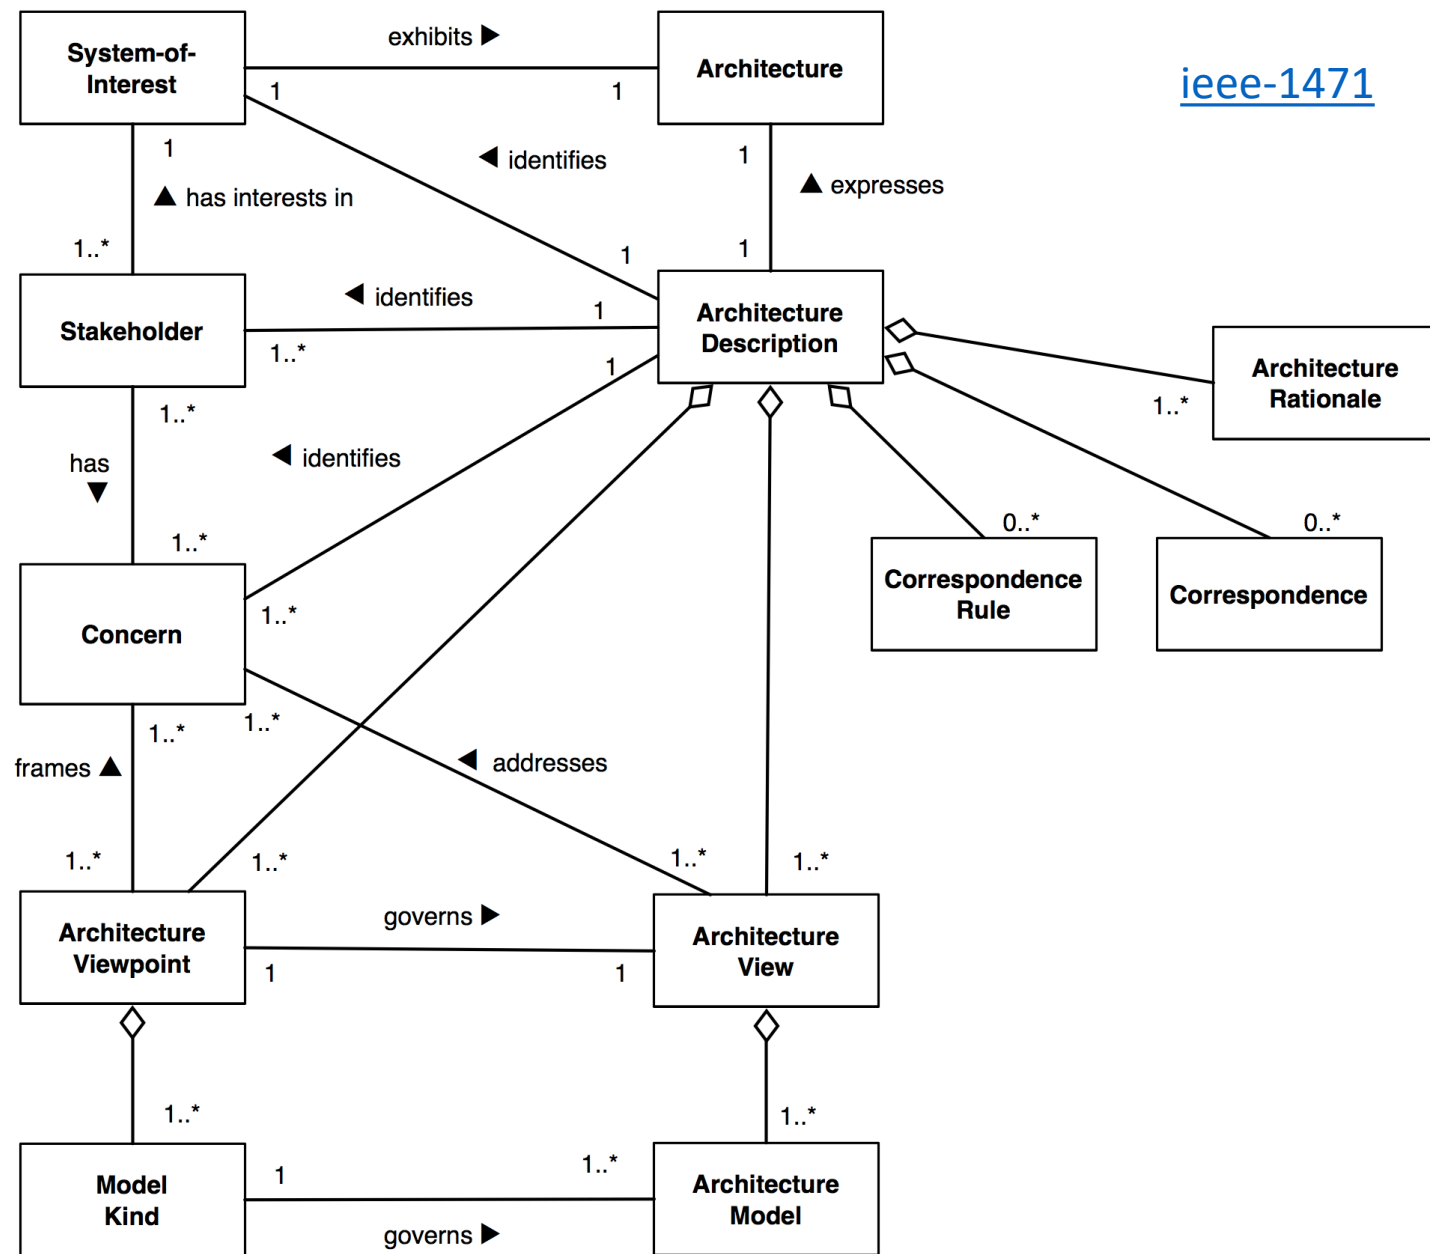 exhibits ▶
System-of-
Interest
Architecture
ieee-1471
1
1
1
1
◀ identifies
▲ expresses
▲ has interests in
1..*
1
1
◀ identifies
1
Architecture
Description
Stakeholder
1..*
1
Architecture
Rationale
1..*
1..*
has
▼
◀ identifies
0..*
0..*
1..*
Correspondence
Rule
Correspondence
1..*
Concern
1..*
1..*
frames ▲
◀ addresses
1..*
1..*
1..*
1..*
governs ▶
Architecture
Viewpoint
Architecture
View
1
1
1..*
1..*
1
1..*
Model
Kind
Architecture
Model
governs ▶